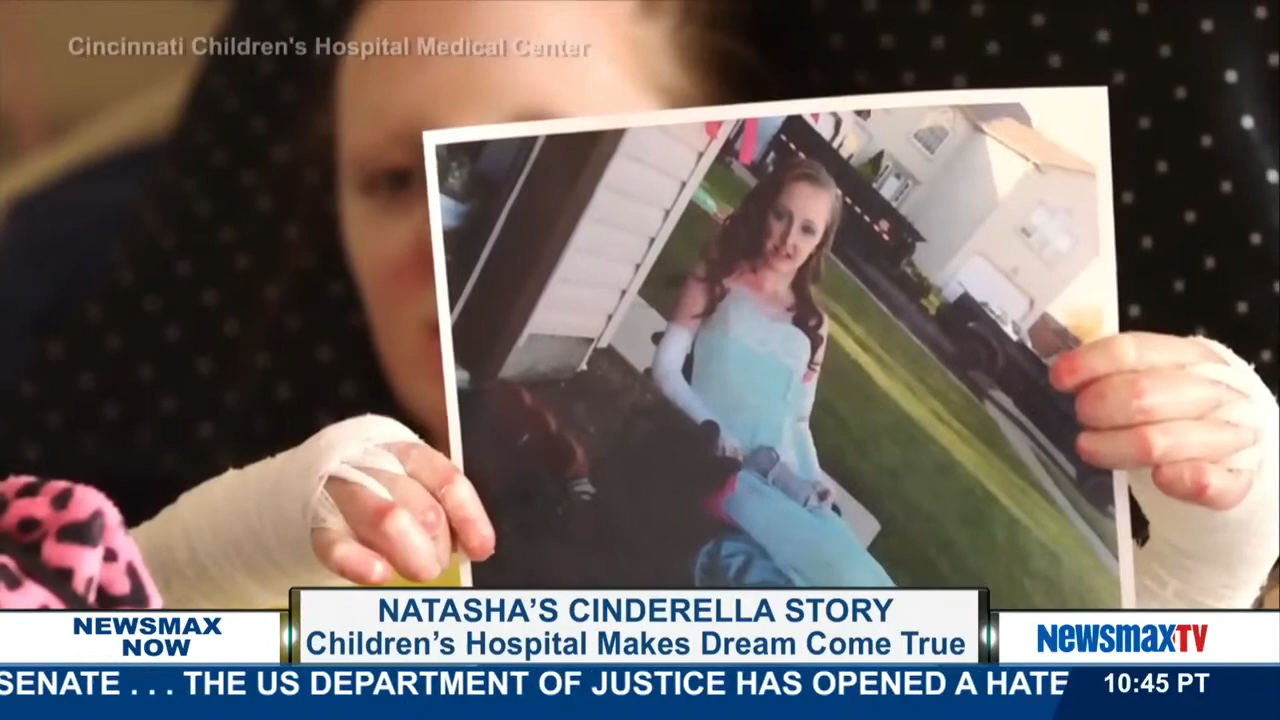 Cincinnati Children's Hospital Medical Center
NATASHA'S CINDERELLA STORY
Children's Hospital Makes Dream Come True
NEWSMAX
NOW
NEWSMAXTV
SENATE . . . THE US DEPARTMENT OF JUSTICE HAS OPENED A HATE
10:45 PT